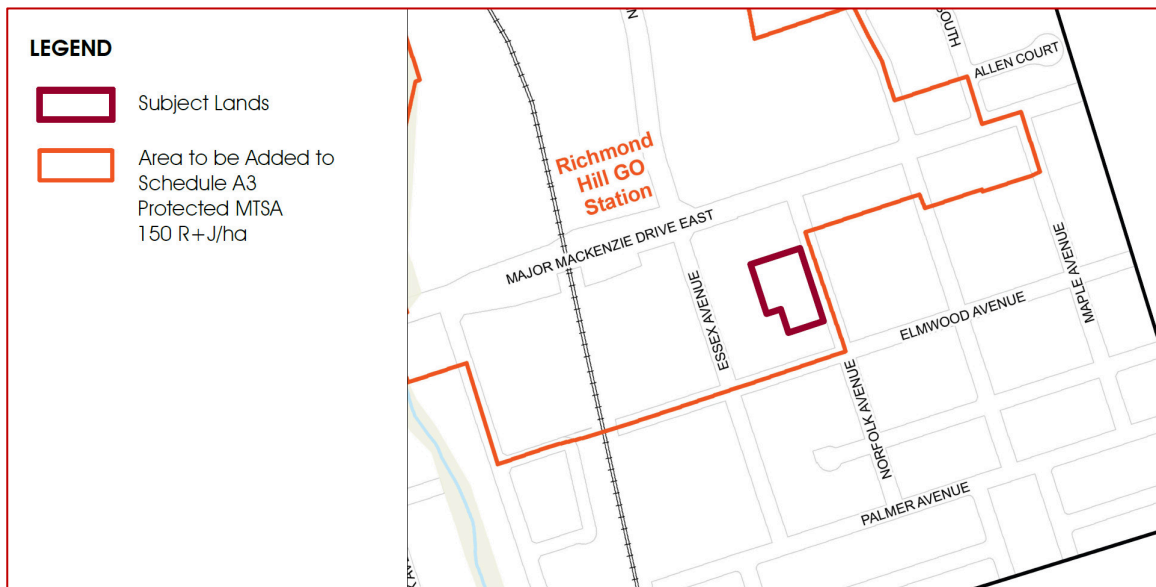 LEGEND
Subject Lands
Area to be Added to
Schedule A3
Protected MTSA
150 R+J/ha
Richmond
Hill GO
Station
MAJOR MACKENZIE DRIVE EAST
ESSEX AVENUE
NORFOLK AVENUE
ELMWOOD AVENUE
MAPLE AVENUE
PALMER AVENUE
ALLEN COURT